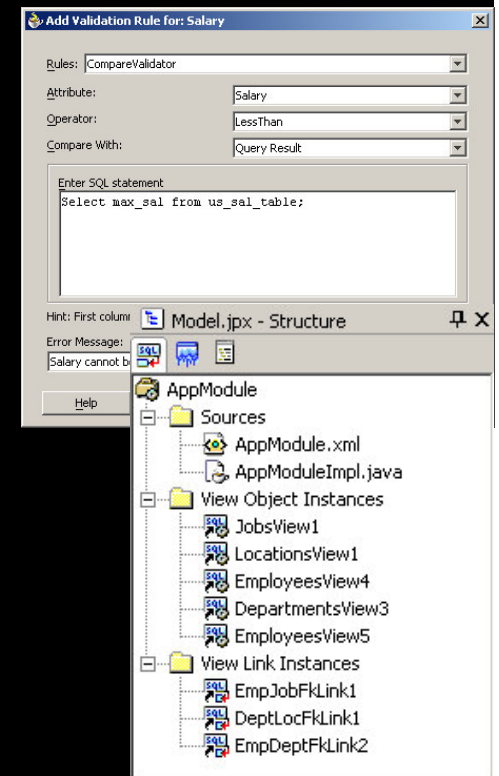 Add Validation Rule for: Salary
Rules: CompareValidator
Attribute: Salary
Operator: LessThan
Compare With: Query Result
Enter SQL statement
Select max_sal from us_sal_table;
Hint: First
Error Message:
Salary cannot
Help
Model.jpx - Structure
AppModule
Sources
AppModule.xml
AppModuleImpl.java
View Object Instances
JobsView1
LocationsView1
EmployeesView4
DepartmentsView3
EmployeesView5
View Link Instances
EmpJobFkLink1
DeptLocFkLink1
EmpDeptFkLink2